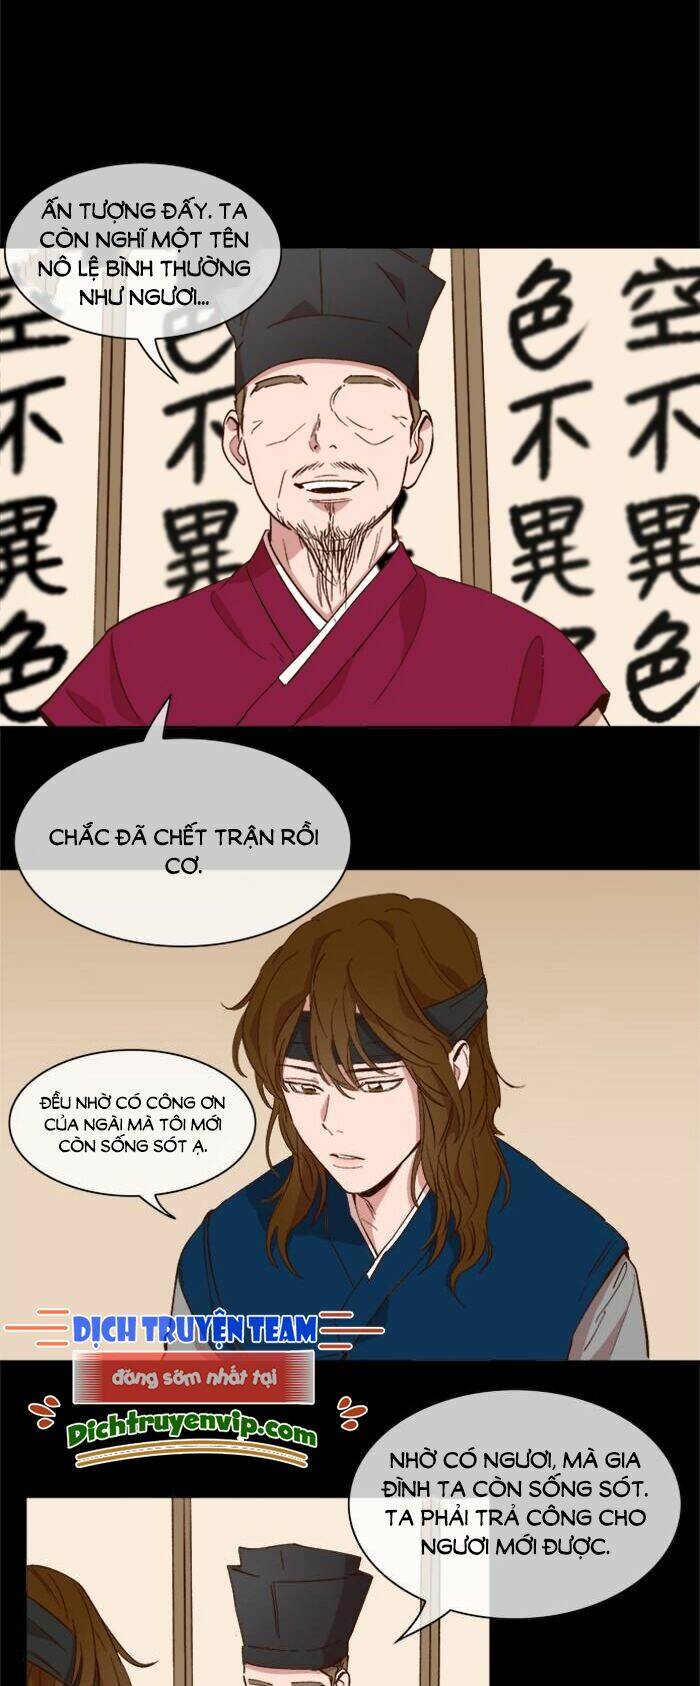 ẤN TƯỢNG ĐẤY. TA
CÒN NGHĨ MỘT TÊN
NÔ LỆ BÌNH THƯỜNG
NHƯ NGƯƠI...
空不異色
色不異空
空不異色
CHẮC ĐÃ CHẾT TRẬN RỒI
CƠ.
ĐỀU NHỜ CÓ CÔNG ƠN
CỦA NGÀI MÀ TÔI MỚI
CÒN SỐNG SÓT Ạ.
DỊCH TRUYỆN TEAM
đăng sớm nhất tại
Dichtruyenvip.com
NHỜ CÓ NGƯƠI, MÀ GIA
ĐÌNH TA CÒN SỐNG SÓT.
TA PHẢI TRẢ CÔNG CHO
NGƯƠI MỚI ĐƯỢC.